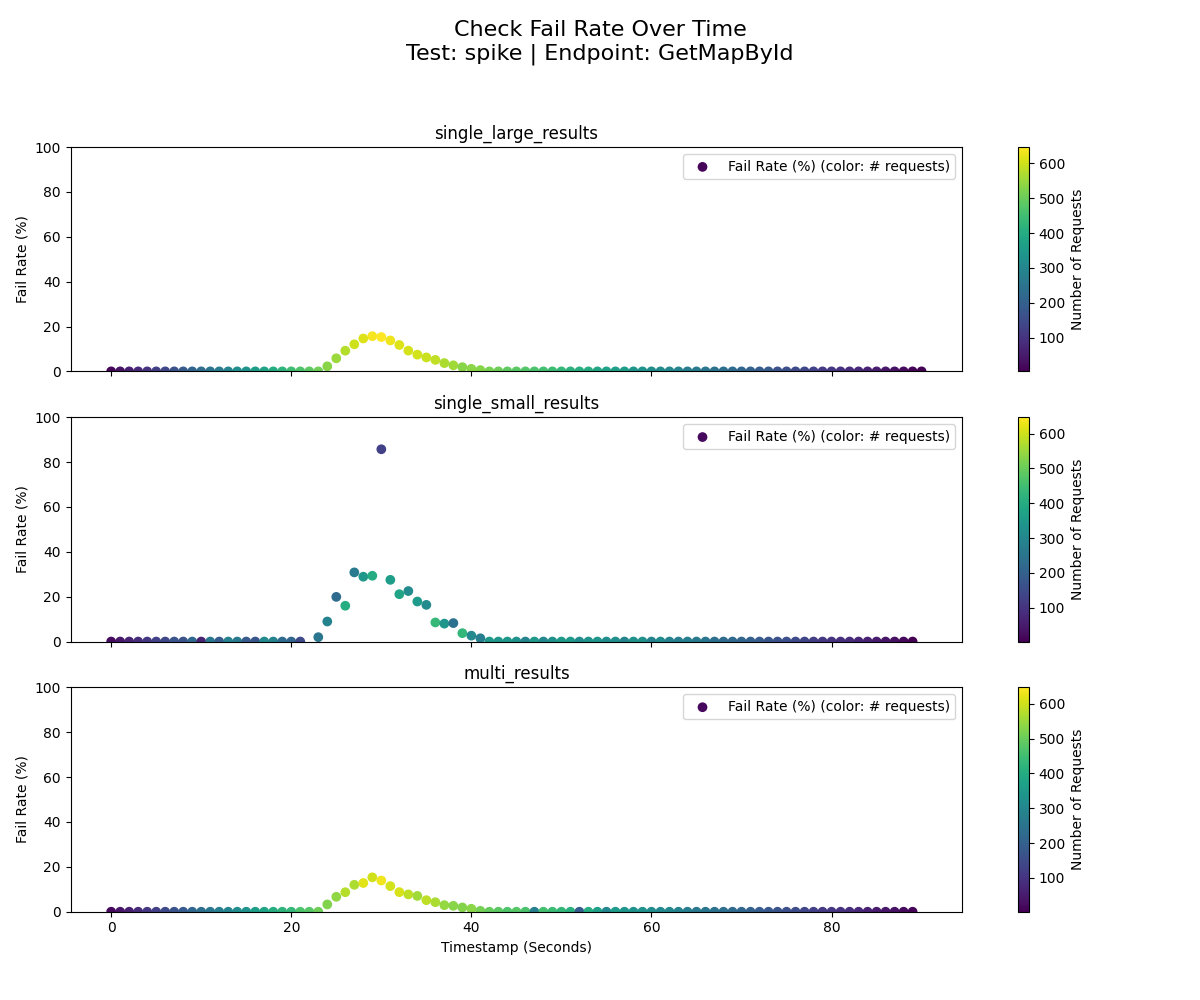 Check Fail Rate Over Time
Test: spike | Endpoint: GetMapById
single_large_results
100
80
60
40
20
0
Fail Rate (%)
Fail Rate (%) (color: # requests)
600
500
400
300
200
100
Number of Requests
single_small_results
100
80
60
40
20
0
Fail Rate (%)
Fail Rate (%) (color: # requests)
600
500
400
300
200
100
Number of Requests
multi_results
100
80
60
40
20
0
Fail Rate (%)
Fail Rate (%) (color: # requests)
600
500
400
300
200
100
Number of Requests
0 20 40 60 80
Timestamp (Seconds)